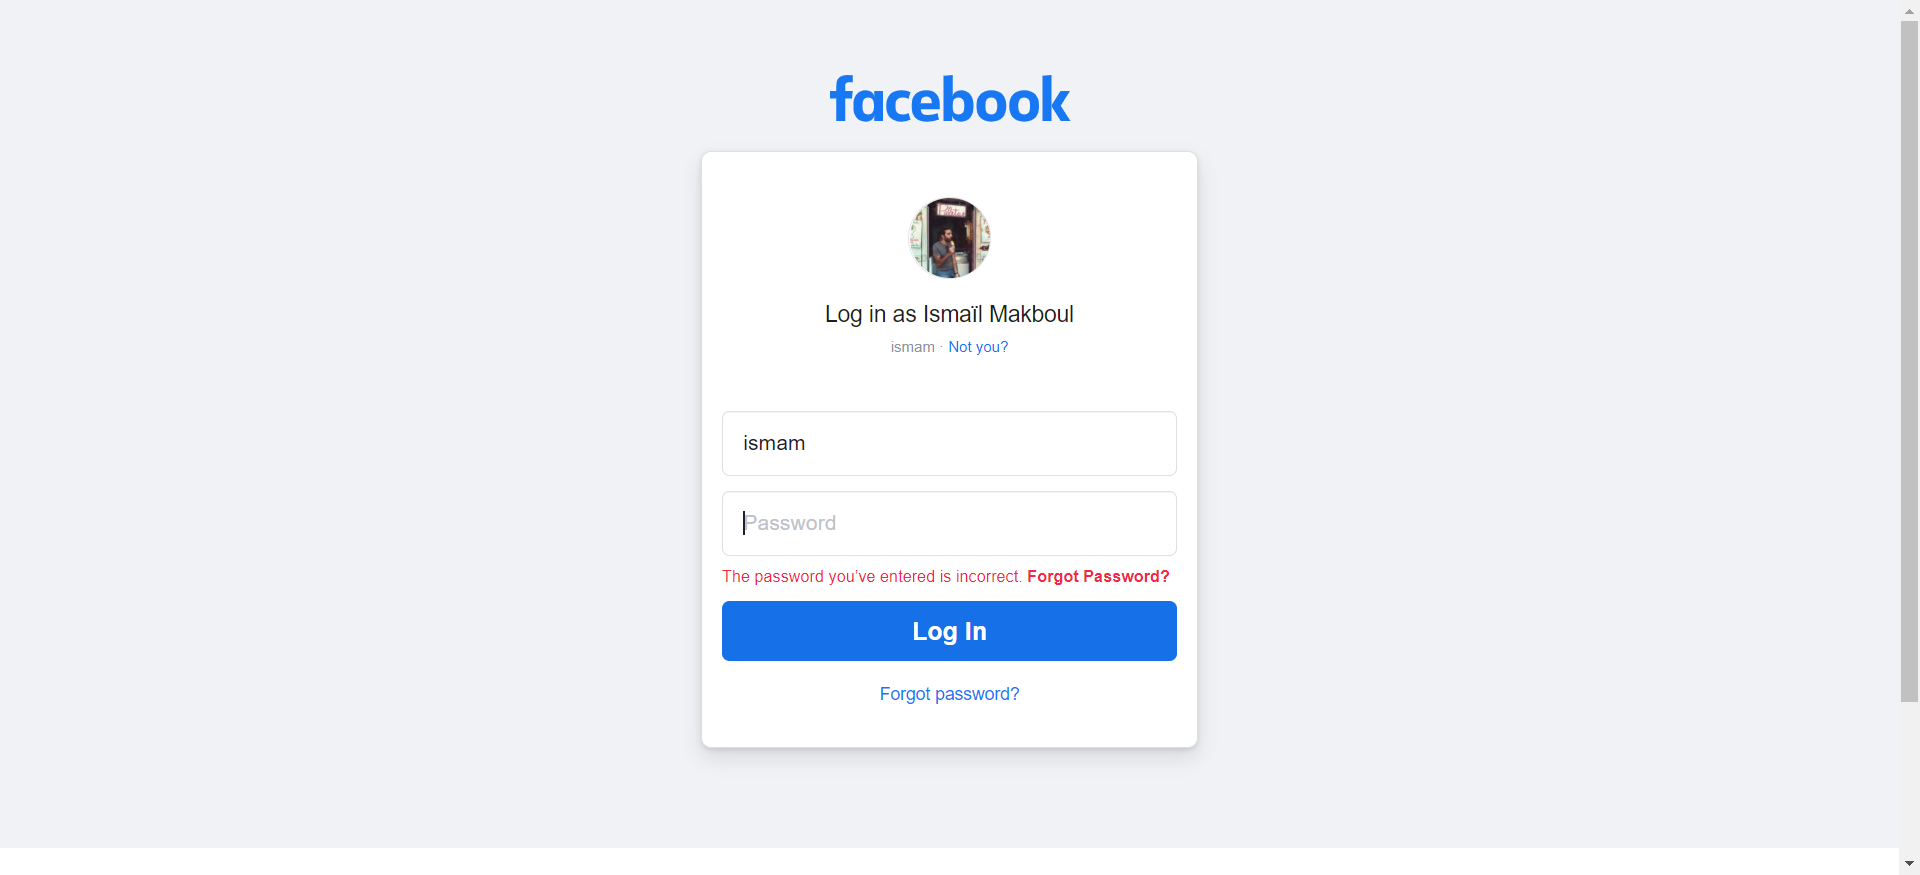 facebook
Log in as Ismaïl Makboul
ismam · Not you?
ismam
Password
The password you’ve entered is incorrect. Forgot Password?
Log In
Forgot password?